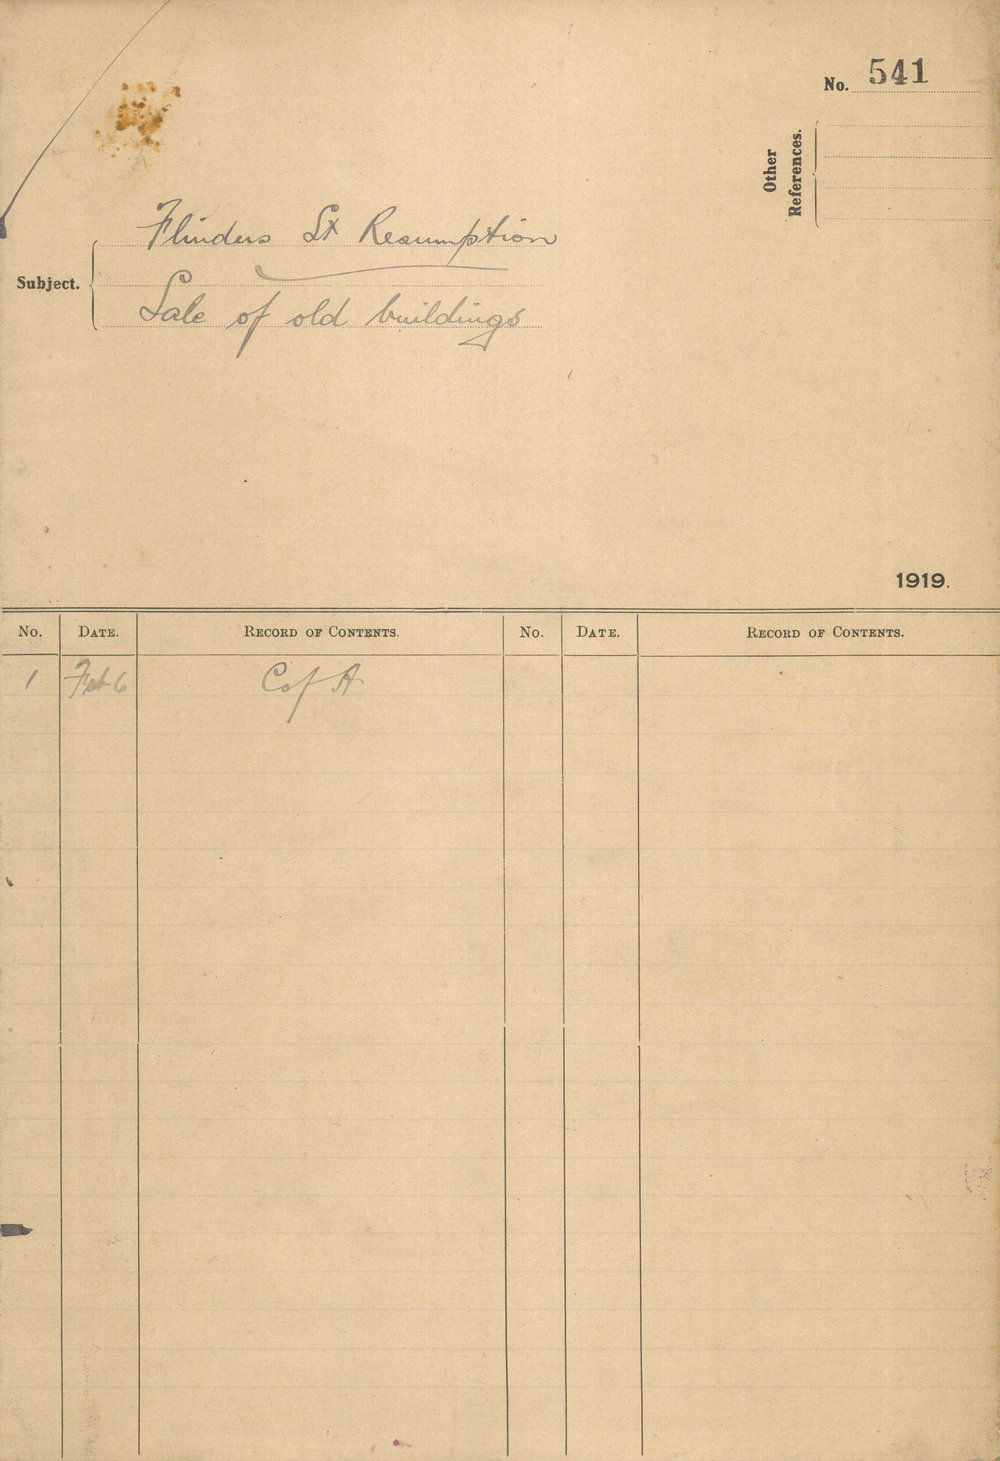 No. 541
Other
References.
Flinders St Resumption
Subject.
Sale of old buildings
1919.
No. DATE. RECORD OF CONTENTS. No. DATE. RECORD OF CONTENTS.
1 Feb 6 C of A